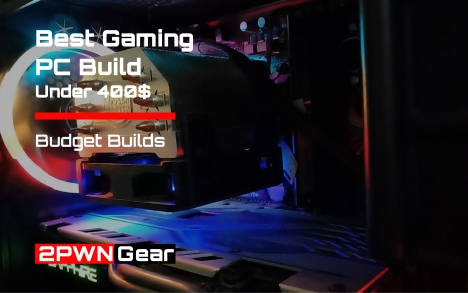 Best Gaming
PC Build
Under 400$
Budget Builds
2PWN Gear